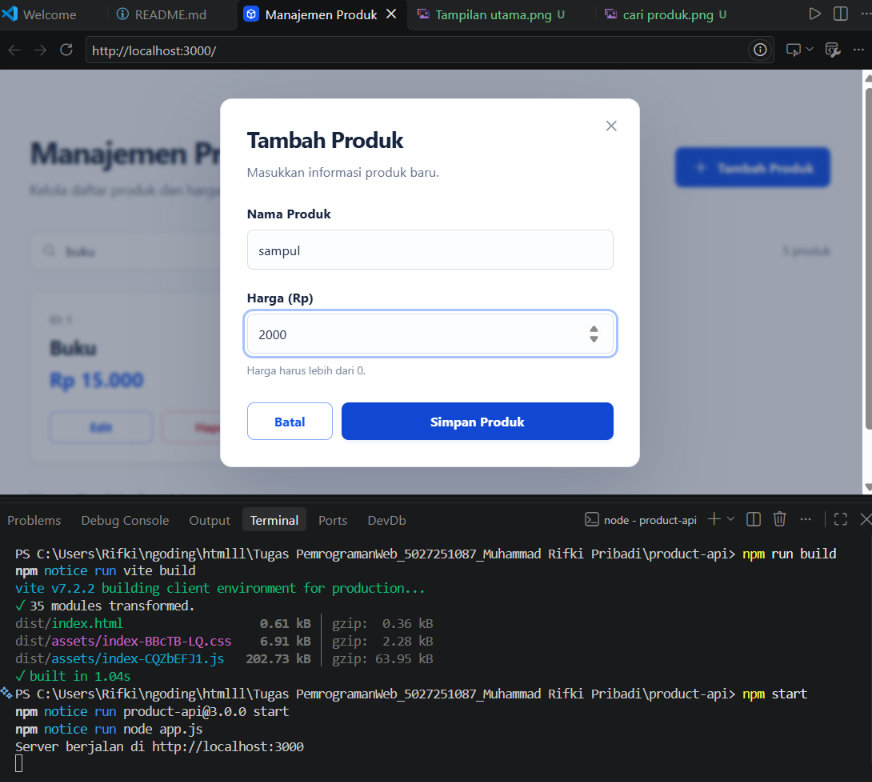 Welcome
README.md
Manajemen Produk
Tampilan utama.png U
cari produk.png U
http://localhost:3000/
Manajemen Pr
Kelola daftar produk dan harga
Tambah Produk
buku
5 produk
ID: 1
Buku
Rp 15.000
Edit
Hapu
Tambah Produk
Masukkan informasi produk baru.
Nama Produk
sampul
Harga (Rp)
2000
Harga harus lebih dari 0.
Batal
Simpan Produk
Problems
Debug Console
Output
Terminal
Ports
DevDb
node - product-api
PS C:\Users\Rifki\ngoding\htmlll\Tugas PemrogramanWeb_5027251087_Muhammad Rifki Pribadi\product-api> npm run build
npm notice run vite build
vite v7.2.2 building client environment for production...
✓ 35 modules transformed.
dist/index.html 0.61 kB │ gzip: 0.36 kB
dist/assets/index-BBcTB-LQ.css 6.91 kB │ gzip: 2.28 kB
dist/assets/index-CQZbEFJ1.js 202.73 kB │ gzip: 63.95 kB
✓ built in 1.04s
PS C:\Users\Rifki\ngoding\htmlll\Tugas PemrogramanWeb_5027251087_Muhammad Rifki Pribadi\product-api> npm start
npm notice run product-api@3.0.0 start
npm notice run node app.js
Server berjalan di http://localhost:3000